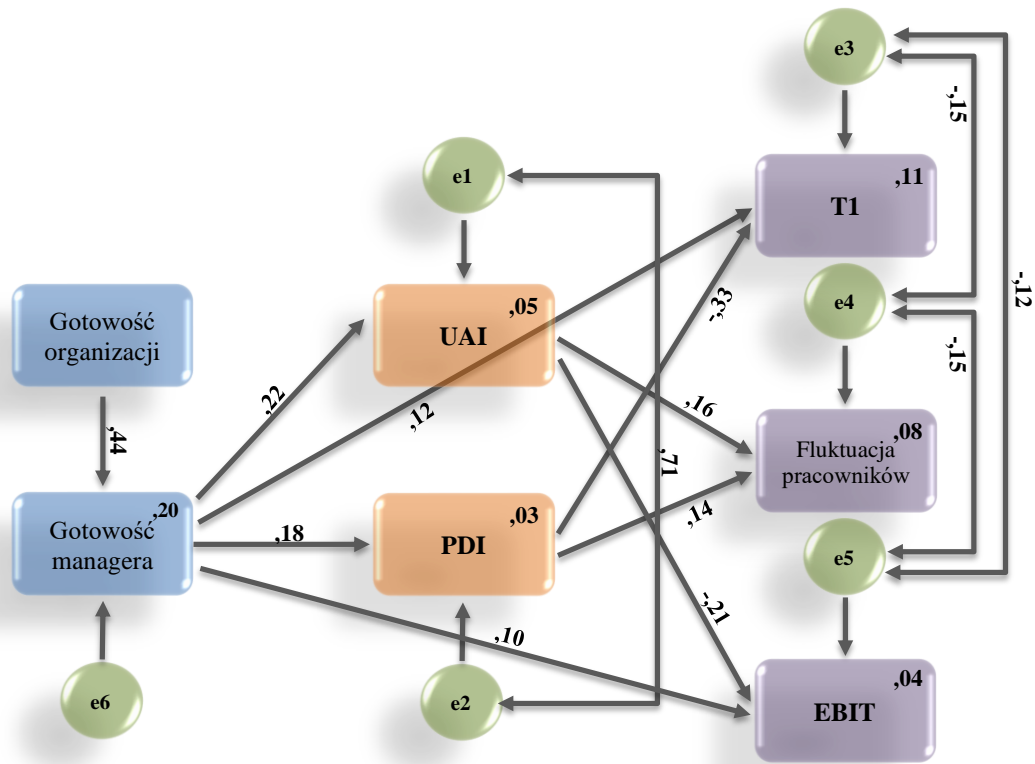 e3
-,15
e1
,11
T1
-,12
Gotowość
organizacji
,05
UAI
-,33
e4
-,15
,22
,12
,16
,44
,08
Fluktuacja
pracowników
,71
,20
Gotowość
managera
,18
,03
PDI
,14
e5
-,21
,10
e6
e2
,04
EBIT